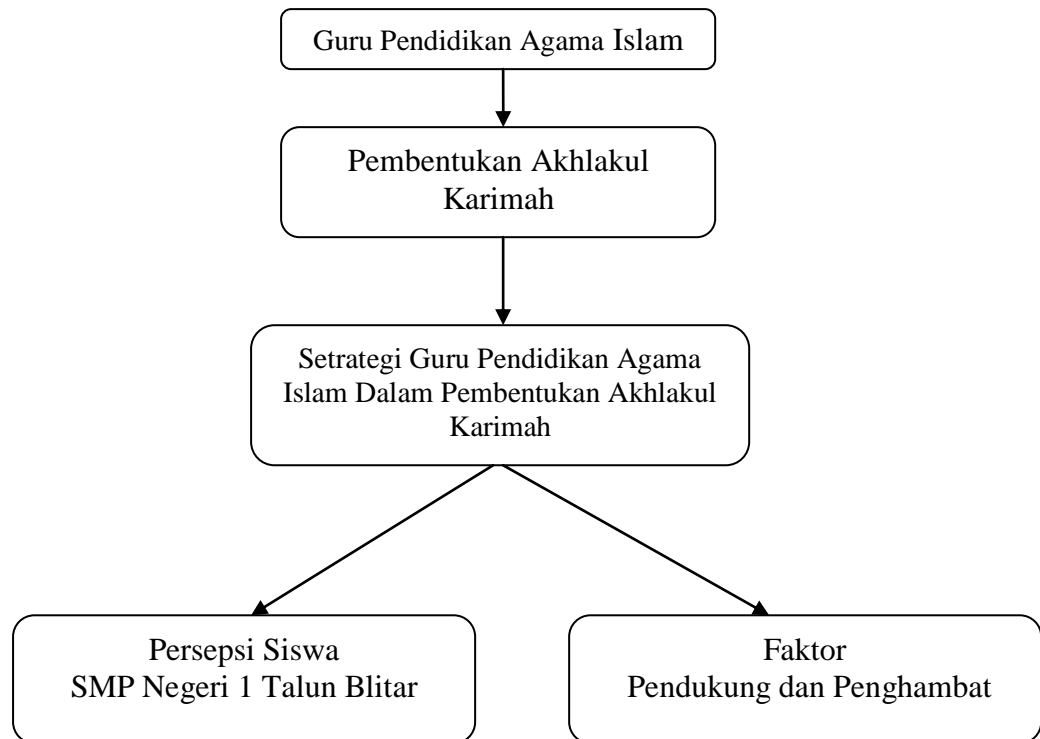 Guru Pendidikan Agama Islam
Pembentukan Akhlakul
Karimah
Setrategi Guru Pendidikan Agama
Islam Dalam Pembentukan Akhlakul
Karimah
Persepsi Siswa
SMP Negeri 1 Talun Blitar
Faktor
Pendukung dan Penghambat